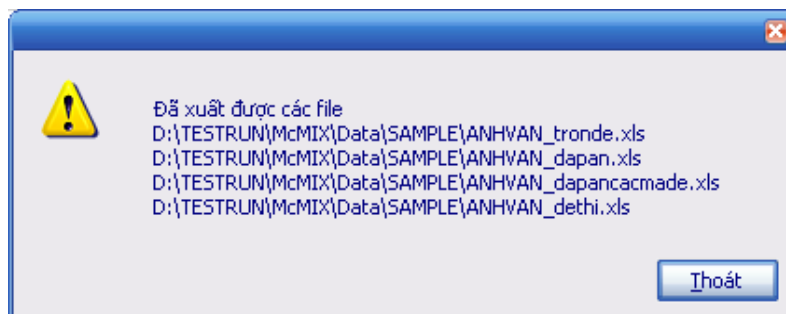 Đã xuất được các file
D:\TESTRUN\McMIX\Data\SAMPLE\ANHVAN_tronde.xls
D:\TESTRUN\McMIX\Data\SAMPLE\ANHVAN_dapan.xls
D:\TESTRUN\McMIX\Data\SAMPLE\ANHVAN_dapancacmade.xls
D:\TESTRUN\McMIX\Data\SAMPLE\ANHVAN_dethi.xls
Thoát